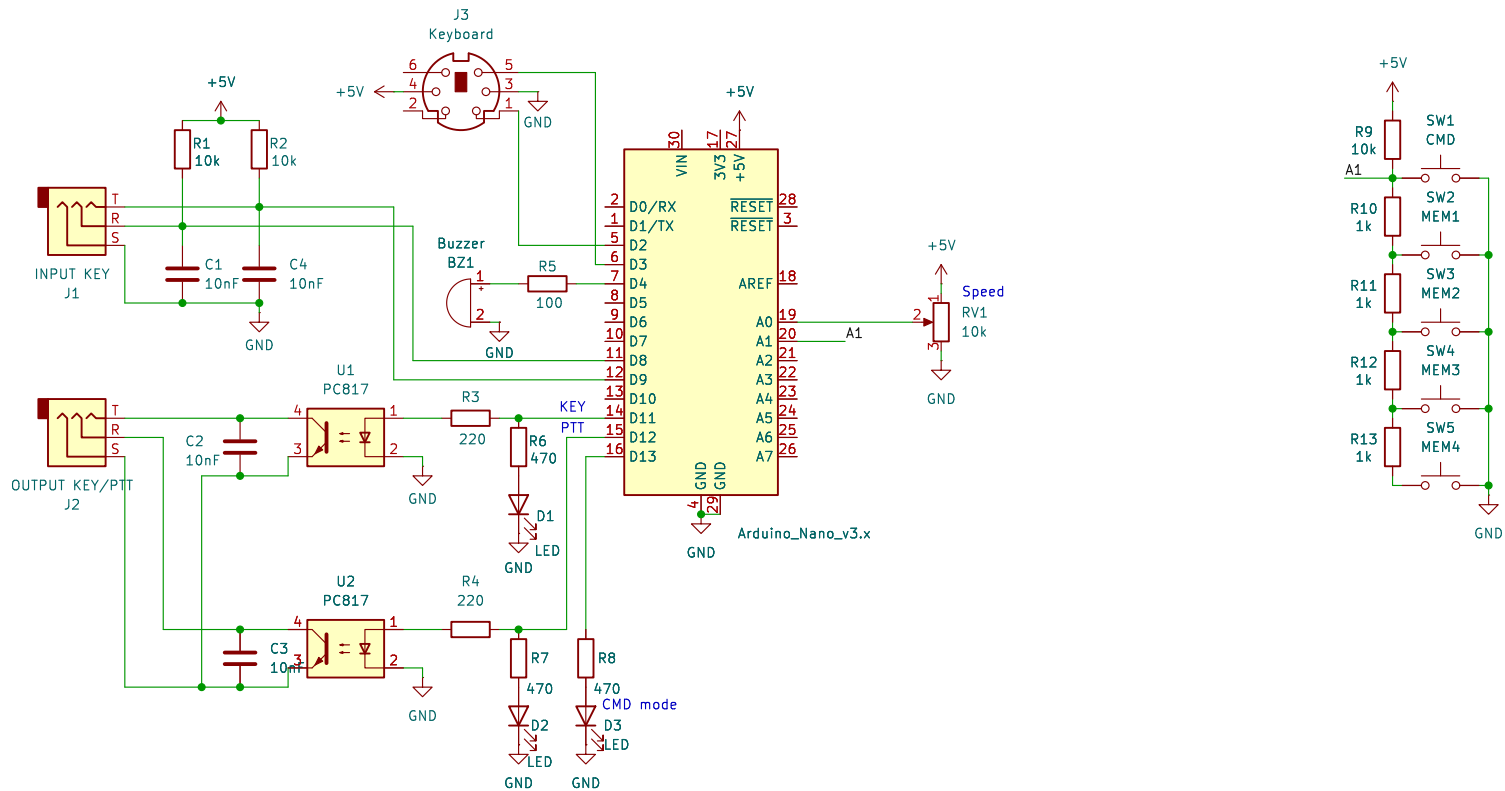 J3
Keyboard
6
5
+5V
4
3
2
1
GND
+5V
R1
10k
R2
10k
T
R
S
INPUT KEY
J1
C1
10nF
C4
10nF
GND
Buzzer
BZ1
1
+
2
GND
R5
100
+5V
30
17
27
VIN
3V3
+5V
2
D0/RX
RESET
28
1
D1/TX
RESET
3
5
D2
6
D3
7
D4
AREF
18
8
D5
9
D6
A0
19
10
D7
A1
20
11
D8
A2
21
12
D9
A3
22
13
D10
A4
23
14
D11
A5
24
15
D12
A6
25
16
D13
A7
26
GND
GND
4
29
GND
Arduino_Nano_v3.x
A1
+5V
Speed
1
2
RV1
10k
3
GND
T
R
S
OUTPUT KEY/PTT
J2
C2
10nF
U1
PC817
4
1
3
2
GND
R3
220
KEY
PTT
R6
470
D1
LED
GND
U2
PC817
4
1
3
2
C3
10nF
GND
R4
220
R7
470
D2
LED
GND
R8
470
CMD mode
D3
LED
GND
+5V
R9
10k
SW1
CMD
A1
R10
1k
SW2
MEM1
R11
1k
SW3
MEM2
R12
1k
SW4
MEM3
R13
1k
SW5
MEM4
GND